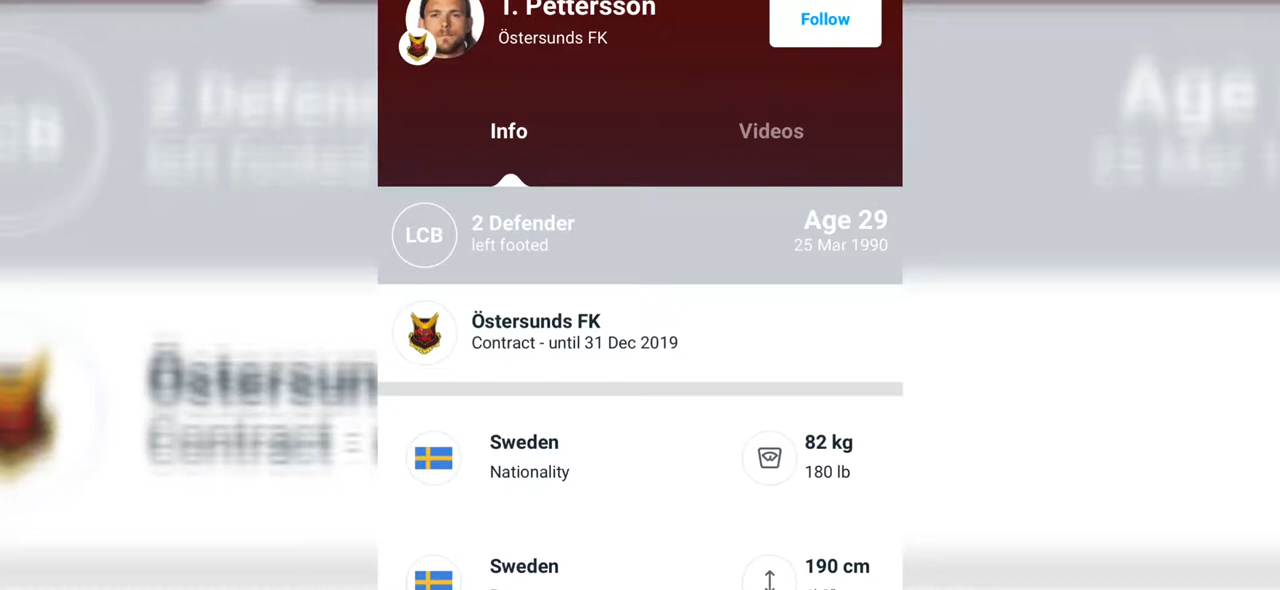 T. Pettersson
Östersunds FK
Follow
Info
Videos
LCB
2 Defender
left footed
Age 29
25 Mar 1990
Östersunds FK
Contract - until 31 Dec 2019
Sweden
Nationality
82 kg
180 lb
Sweden
190 cm